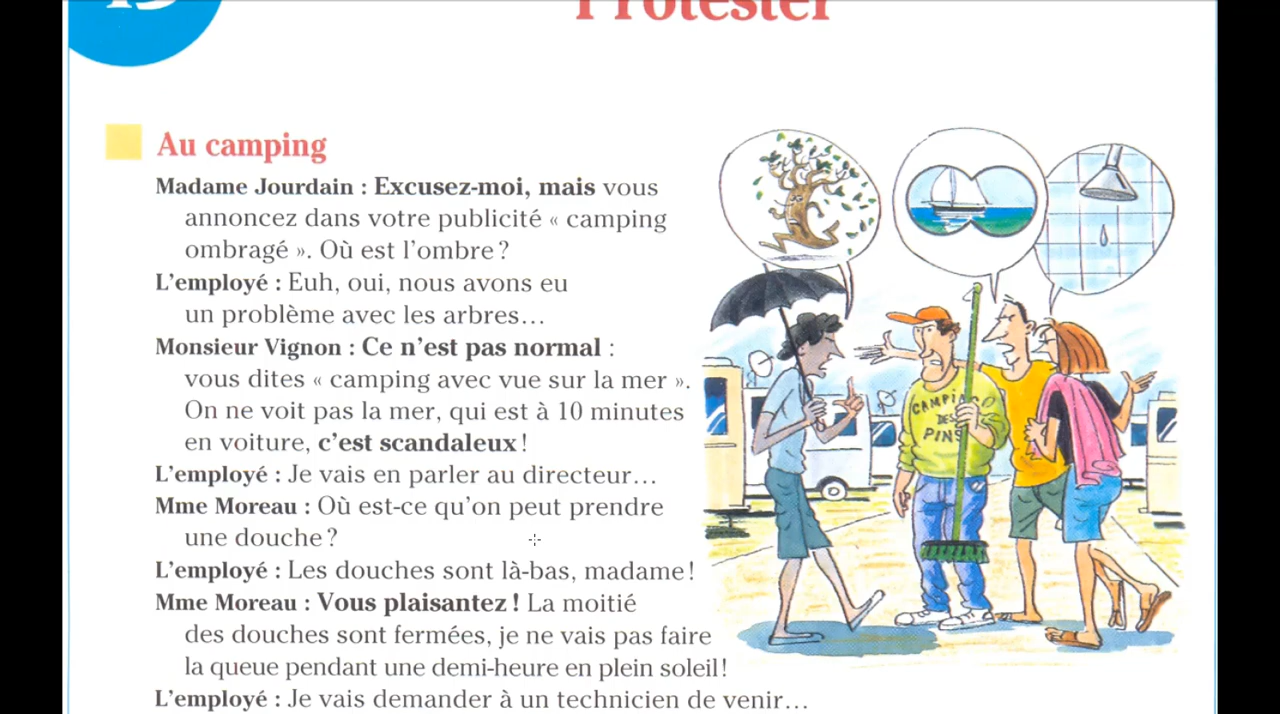 Protester
Au camping
Madame Jourdain : Excusez-moi, mais vous
annoncez dans votre publicité « camping
ombragé ». Où est l'ombre ?
L'employé : Euh, oui, nous avons eu
un problème avec les arbres…
Monsieur Vignon : Ce n'est pas normal :
vous dites « camping avec vue sur la mer ».
On ne voit pas la mer, qui est à 10 minutes
en voiture, c'est scandaleux !
L'employé : Je vais en parler au directeur…
Mme Moreau : Où est-ce qu'on peut prendre
une douche ?
L'employé : Les douches sont là-bas, madame !
Mme Moreau : Vous plaisantez ! La moitié
des douches sont fermées, je ne vais pas faire
la queue pendant une demi-heure en plein soleil !
L'employé : Je vais demander à un technicien de venir…
CAMPING
DES
PINS